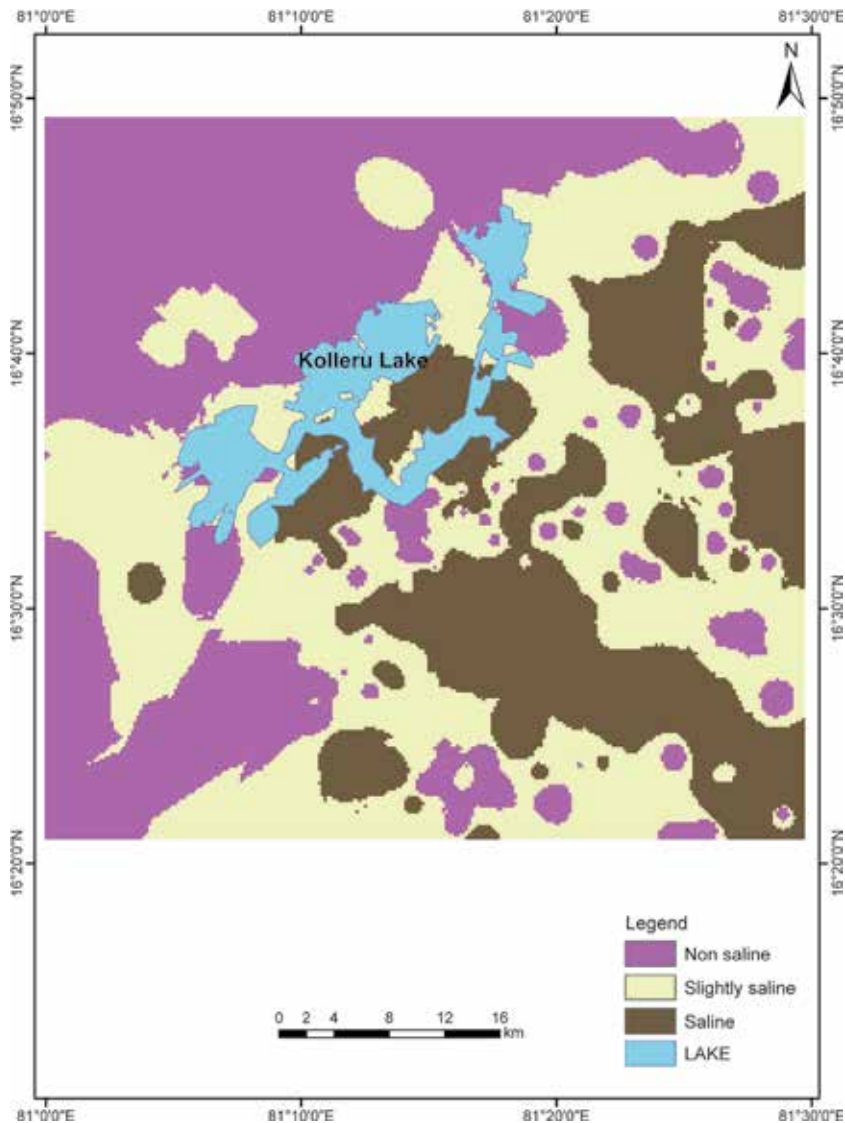 81°0'0"E 81°10'0"E 81°20'0"E 81°30'0"E
N
16°50'0"N 16°50'0"N
16°40'0"N 16°40'0"N
Kolleru Lake
16°30'0"N 16°30'0"N
16°20'0"N 16°20'0"N
Legend
Non saline
Slightly saline
Saline
LAKE
0 2 4 8 12 16
km
81°0'0"E 81°10'0"E 81°20'0"E 81°30'0"E